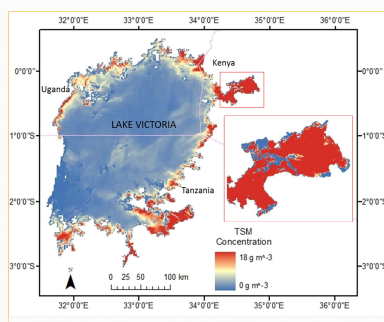 32°0'0"E 33°0'0"E 34°0'0"E 35°0'0"E 36°0'0"E
0°0'0" 0°0'0"
Kenya
Uganda
LAKE VICTORIA
1°0'0"S 1°0'0"S
Tanzania
2°0'0"S 2°0'0"S
TSM
Concentration
18 g m^-3
0 g m^-3
N
0 25 50 100 km
3°0'0"S 3°0'0"S
32°0'0"E 33°0'0"E 34°0'0"E 35°0'0"E 36°0'0"E